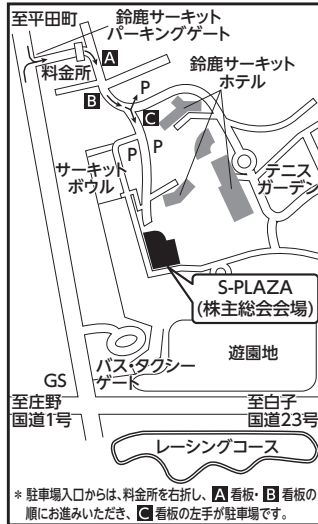 至平田町
鈴鹿サーキット
パーキングゲート
A
料金所
鈴鹿サーキット
ホテル
B
P
C
P
P
サーキット
ボウル
テニス
ガーデン
S-PLAZA
(株主総会会場)
遊園地
バス・タクシー
ゲート
GS
至庄野
国道1号
至白子
国道23号
レーシングコース
* 駐車場入口からは、料金所を右折し、A看板・B看板の
順にお進みいただき、C看板の左手が駐車場です。